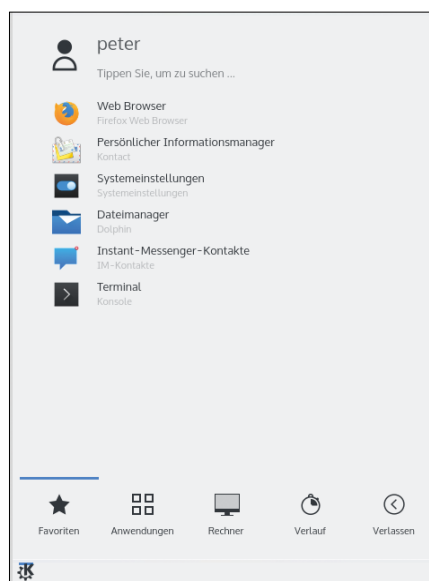 peter
Tippen Sie, um zu suchen ...
Web Browser
Firefox Web Browser
Persönlicher Informationsmanager
Kontact
Systemeinstellungen
Systemeinstellungen
Dateimanager
Dolphin
Instant-Messenger-Kontakte
IM-Kontakte
Terminal
Konsole
Favoriten
Anwendungen
Rechner
Verlauf
Verlassen